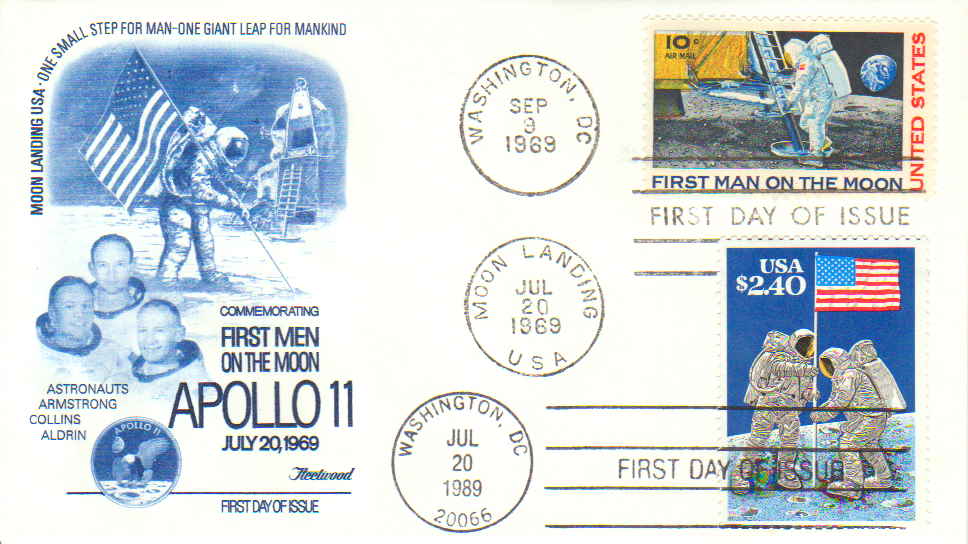 MOON LANDING USA · ONE SMALL STEP FOR MAN-ONE GIANT LEAP FOR MANKIND
COMMEMORATING
FIRST MEN
ON THE MOON
APOLLO 11
JULY 20, 1969
ASTRONAUTS
ARMSTRONG
COLLINS
ALDRIN
APOLLO 11
Fleetwood
FIRST DAY OF ISSUE
WASHINGTON, DC
SEP
9
1969
MOON LANDING
JUL
20
1969
USA
WASHINGTON, DC
JUL
20
1989
20066
10c
AIR MAIL
UNITED STATES
FIRST MAN ON THE MOON
FIRST DAY OF ISSUE
USA
$2.40
FIRST DAY OF ISSUE